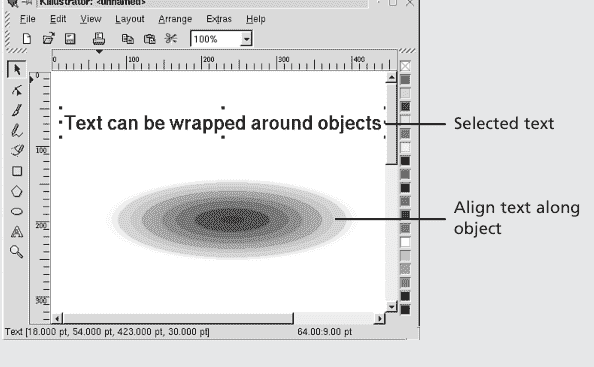 Killustrator: <unnamed>
File Edit View Layout Arrange Extras Help
100%
0 100 200 300 400
0
100
200
300
Text can be wrapped around objects
Selected text
Align text along
object
Text [18.000 pt, 54.000 pt, 423.000 pt, 30.000 pt] 64.00:9.00 pt